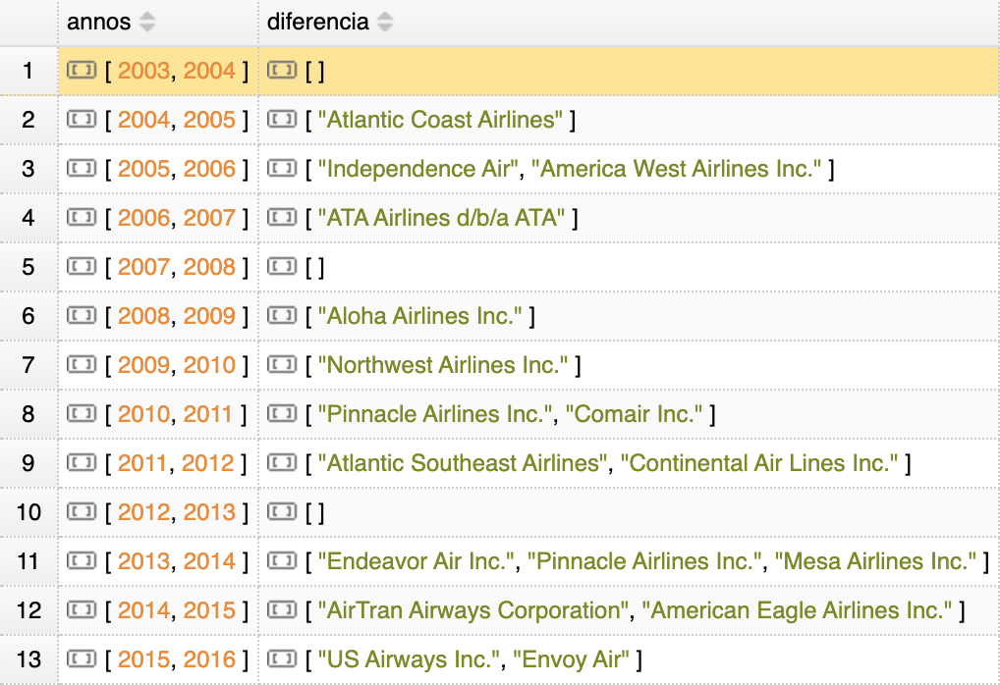 annos diferencia
1 [ 2003, 2004 ] [ ]
2 [ 2004, 2005 ] [ "Atlantic Coast Airlines" ]
3 [ 2005, 2006 ] [ "Independence Air", "America West Airlines Inc." ]
4 [ 2006, 2007 ] [ "ATA Airlines d/b/a ATA" ]
5 [ 2007, 2008 ] [ ]
6 [ 2008, 2009 ] [ "Aloha Airlines Inc." ]
7 [ 2009, 2010 ] [ "Northwest Airlines Inc." ]
8 [ 2010, 2011 ] [ "Pinnacle Airlines Inc.", "Comair Inc." ]
9 [ 2011, 2012 ] [ "Atlantic Southeast Airlines", "Continental Air Lines Inc." ]
10 [ 2012, 2013 ] [ ]
11 [ 2013, 2014 ] [ "Endeavor Air Inc.", "Pinnacle Airlines Inc.", "Mesa Airlines Inc." ]
12 [ 2014, 2015 ] [ "AirTran Airways Corporation", "American Eagle Airlines Inc." ]
13 [ 2015, 2016 ] [ "US Airways Inc.", "Envoy Air" ]